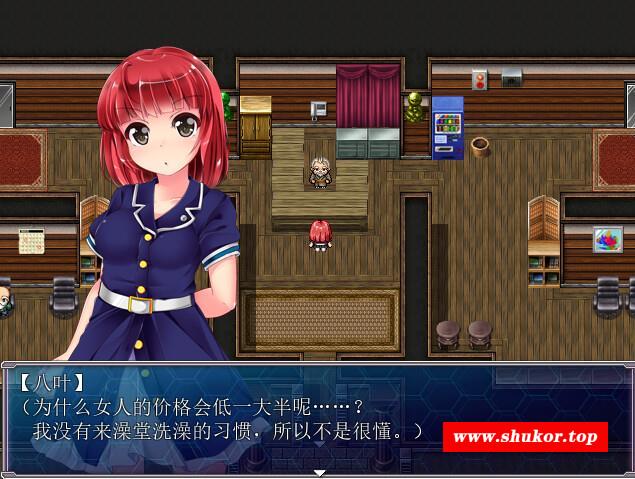 【八叶】
(为什么女人的价格会低一大半呢……?
我没有来澡堂洗澡的习惯,所以不是很懂。)
www.shukor.top